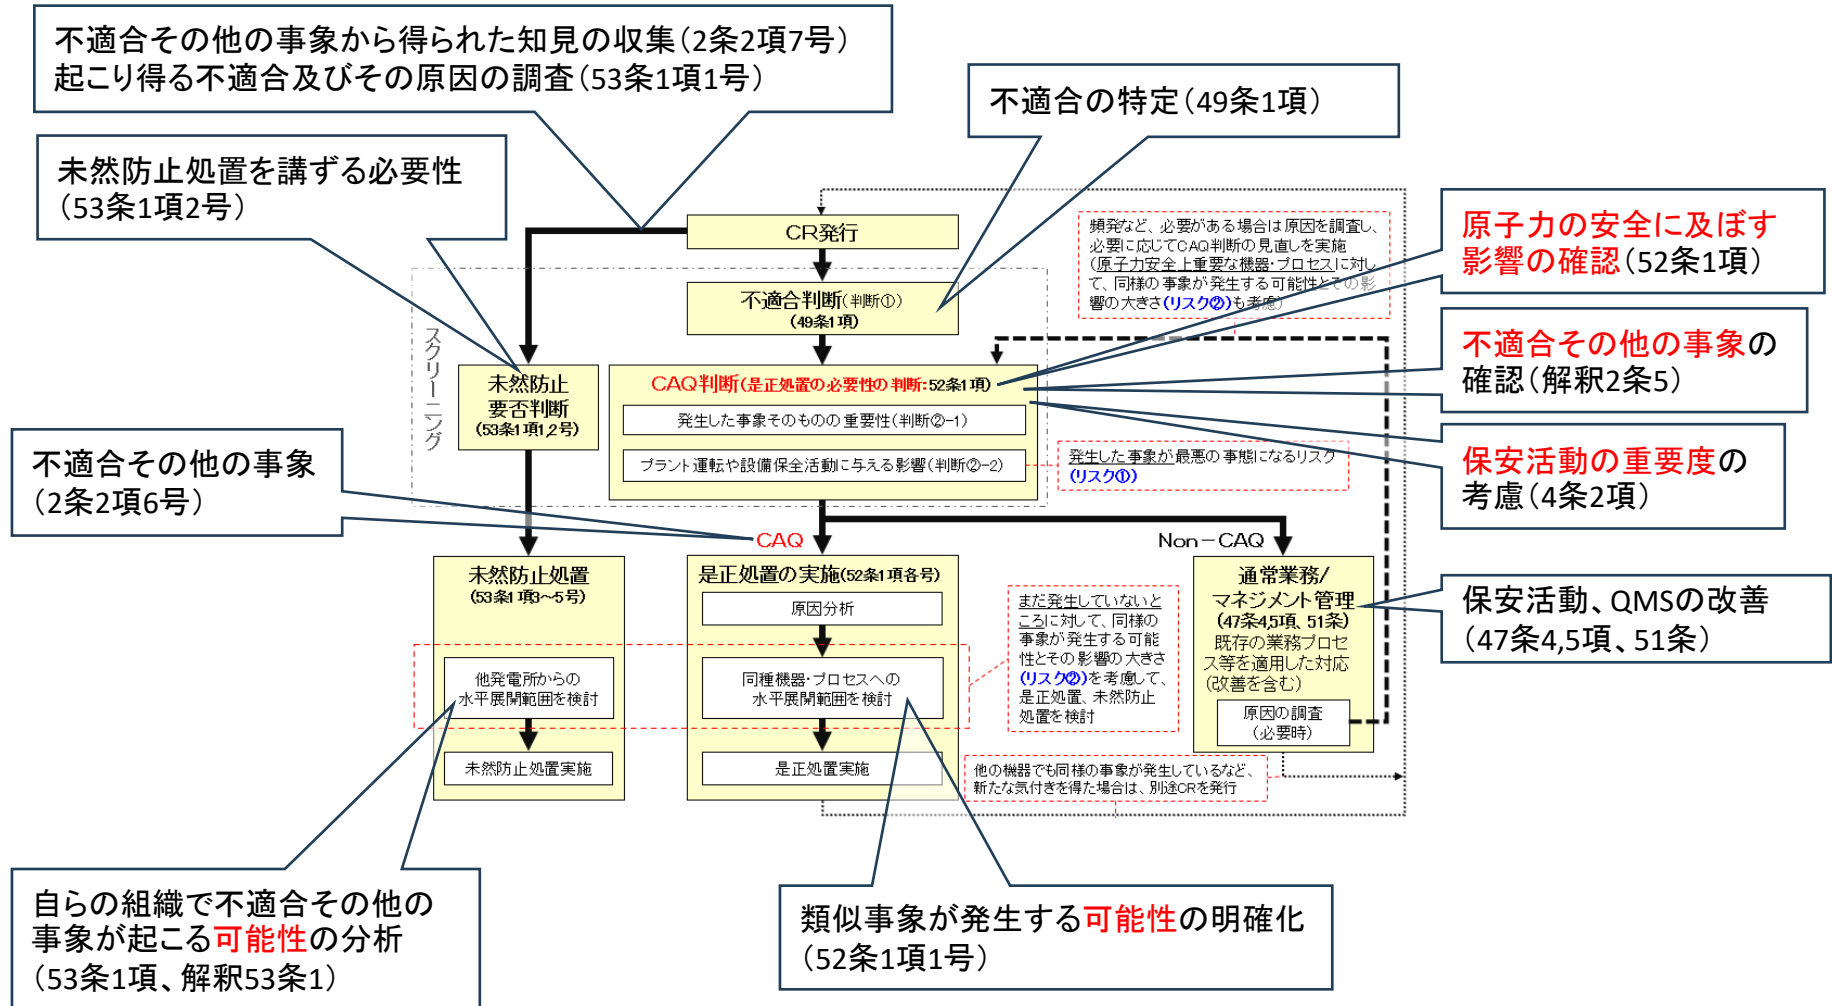 不適合その他の事象から得られた知見の収集(2条2項7号)
起こり得る不適合及びその原因の調査(53条1項1号)
不適合の特定(49条1項)
未然防止処置を講ずる必要性
(53条1項2号)
原子力の安全に及ぼす
影響の確認(52条1項)
CR発行
頻発など、必要がある場合は原因を調査し、
必要に応じてCAQ判断の見直しを実施
(原子力安全上重要な機器・プロセスに対し
て、同様の事象が発生する可能性とその影
響の大きさ(リスク②)も考慮)
不適合判断(判断①)
(49条1項)
スクリーニング
不適合その他の事象の
確認(解釈2条5)
未然防止
要否判断
(53条1項1,2号)
CAQ判断(是正処置の必要性の判断:52条1項)
発生した事象そのものの重要性(判断②-1)
プラント運転や設備保全活動に与える影響(判断②-2)
発生した事象が最悪の事態になるリスク
(リスク①)
保安活動の重要度の
考慮(4条2項)
不適合その他の事象
(2条2項6号)
CAQ
Non-CAQ
未然防止処置
(53条1項3~5号)
他発電所からの
水平展開範囲を検討
未然防止処置実施
是正処置の実施(52条1項各号)
原因分析
同種機器・プロセスへの
水平展開範囲を検討
是正処置実施
まだ発生していないと
ころに対して、同様の
事象が発生する可能
性とその影響の大きさ
(リスク②)を考慮して、
是正処置、未然防止
処置を検討
通常業務/
マネジメント管理
(47条4,5項、51条)
既存の業務プロセ
ス等を適用した対応
(改善を含む)
原因の調査
(必要時)
保安活動、QMSの改善
(47条4,5項、51条)
他の機器でも同様の事象が発生しているなど、
新たな気付きを得た場合は、別途CRを発行
自らの組織で不適合その他の
事象が起こる可能性の分析
(53条1項、解釈53条1)
類似事象が発生する可能性の明確化
(52条1項1号)